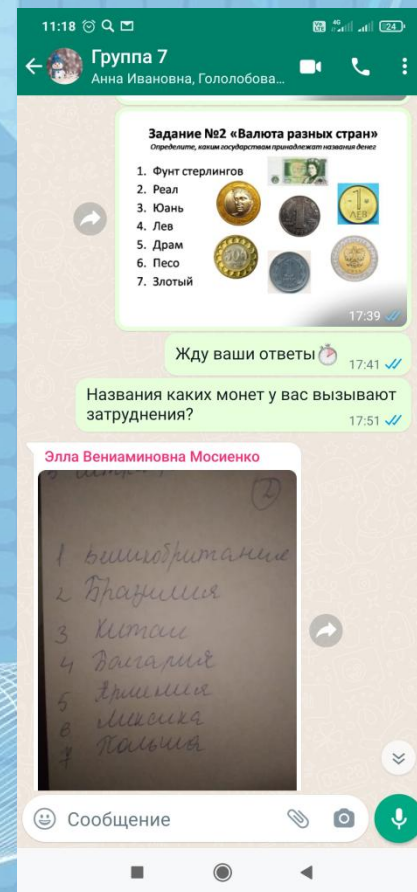 11:18
24
Группа 7
Анна Ивановна, Гололобова...
Задание №2 «Валюта разных стран»
Определите, каким государствам принадлежат названия денег
1. Фунт стерлингов
2. Реал
3. Юань
4. Лев
5. Драм
6. Песо
7. Злотый
1
ЛЕВ
17:39
Жду ваши ответы
17:41
Названия каких монет у вас вызывают
затруднения?
17:51
Элла Вениаминовна Мосиенко
2
1 Великобритания
2 Бразилия
3 Китай
4 Болгария
5 Армения
6 Мексика
7 Польша
Сообщение